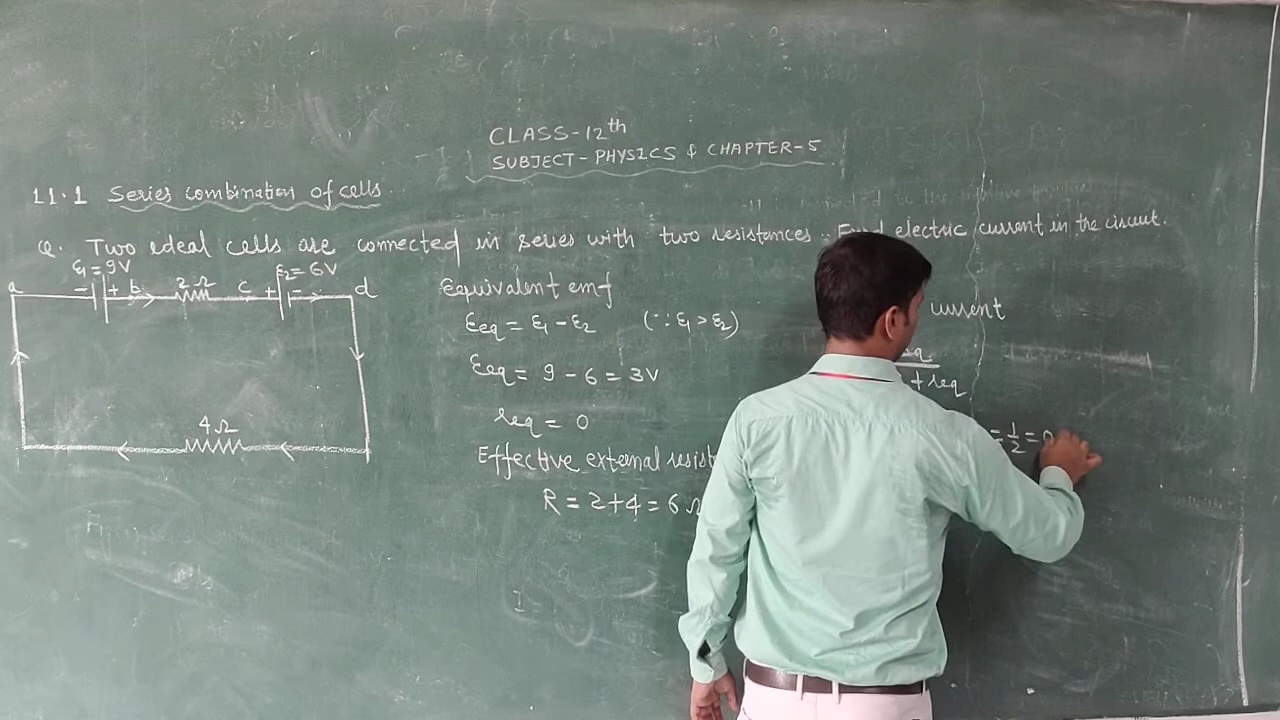 CLASS-12th
SUBJECT-PHYSICS & CHAPTER-5
11.1 Series combination of cells
Q. Two ideal cells are connected in series with two resistances. electric current in the circuit.
ε1 = 9V
ε2 = 6V
a - + b 2Ω c + - d
4Ω
Equivalent emf
εeq = ε1 - ε2 (∵ ε1 > ε2)
εeq = 9 - 6 = 3V
req = 0
Effective external
R = 2+4 = 6 Ω
current
+ req
= 1/2 = 0